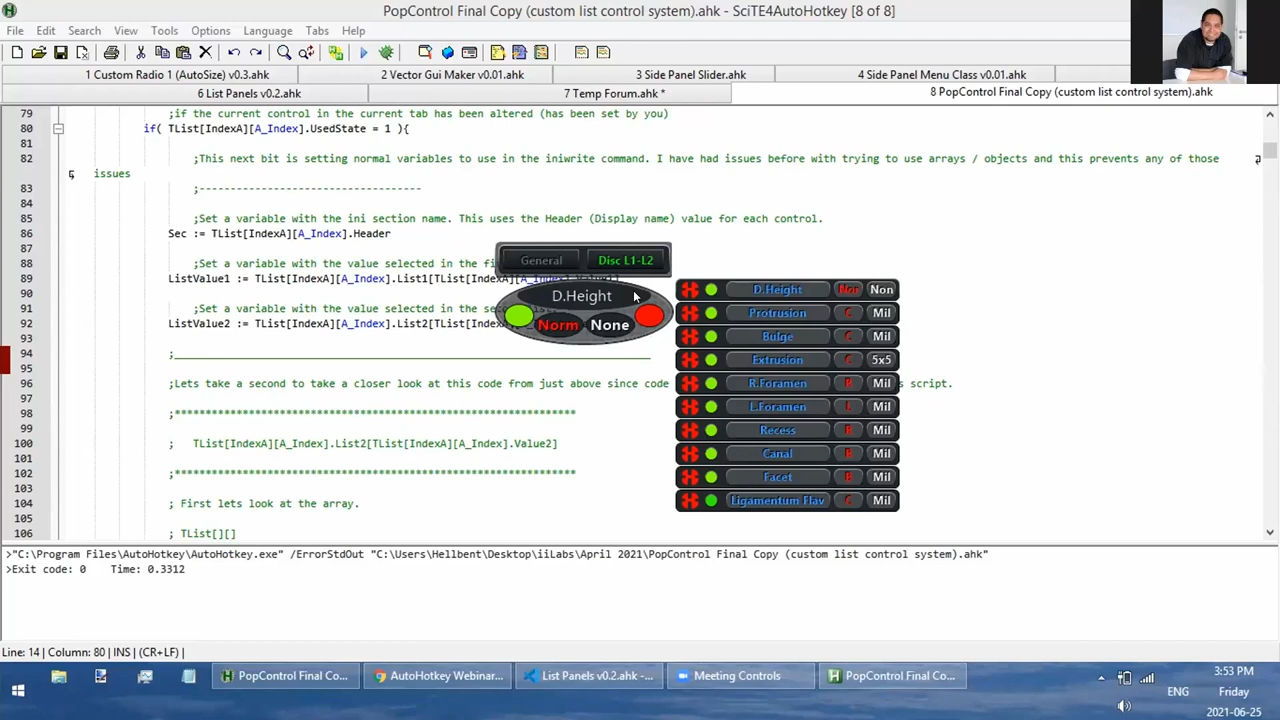 PopControl Final Copy (custom list control system).ahk - SciTE4AutoHotkey [8 of 8]
File Edit Search View Tools Options Language Tabs Help
1 Custom Radio 1 (AutoSize) v0.3.ahk 2 Vector Gui Maker v0.01.ahk 3 Side Panel Slider.ahk 4 Side Panel Menu Class v0.01.ahk
6 List Panels v0.2.ahk 7 Temp Forum.ahk * 8 PopControl Final Copy (custom list control system).ahk
79 ;if the current control in the current tab has been altered (has been set by you)
80 if( TList[IndexA][A_Index].UsedState = 1 ){
81
82 ;This next bit is setting normal variables to use in the iniwrite command. I have had issues before with trying to use arrays / objects and this prevents any of those
issues
83 ;---------------------------------
84
85 ;Set a variable with the ini section name. This uses the Header (Display name) value for each control.
86 Sec := TList[IndexA][A_Index].Header
87
88 ;Set a variable with the value selected in the fi
89 ListValue1 := TList[IndexA][A_Index].List1[TList[IndexA][A_Index].Value1]
90
91 ;Set a variable with the value selected in the sec
92 ListValue2 := TList[IndexA][A_Index].List2[TList[IndexA]
93
94 ;___________________________________________________
95
96 ;Lets take a second to take a closer look at this code from just above since code s script.
97
98 ;*************************************************************
99
100 ; TList[IndexA][A_Index].List2[TList[IndexA][A_Index].Value2]
101
102 ;*************************************************************
103
104 ; First lets look at the array.
105
106 ; TList[][]
General Disc L1-L2
D.Height
Norm None
D.Height Nor Non
Protrusion C Mil
Bulge C Mil
Extrusion C 5x5
R.Foramen R Mil
L.Foramen L Mil
Recess R Mil
Canal R Mil
Facet R Mil
Ligamentum Flav C Mil
>"C:\Program Files\AutoHotkey\AutoHotkey.exe" /ErrorStdOut "C:\Users\Hellbent\Desktop\iiLabs\April 2021\PopControl Final Copy (custom list control system).ahk"
>Exit code: 0 Time: 0.3312
Line: 14 | Column: 80 | INS | (CR+LF) |
PopControl Final Co... AutoHotkey Webinar... List Panels v0.2.ahk -... Meeting Controls PopControl Final Co...
ENG
3:53 PM
Friday
2021-06-25